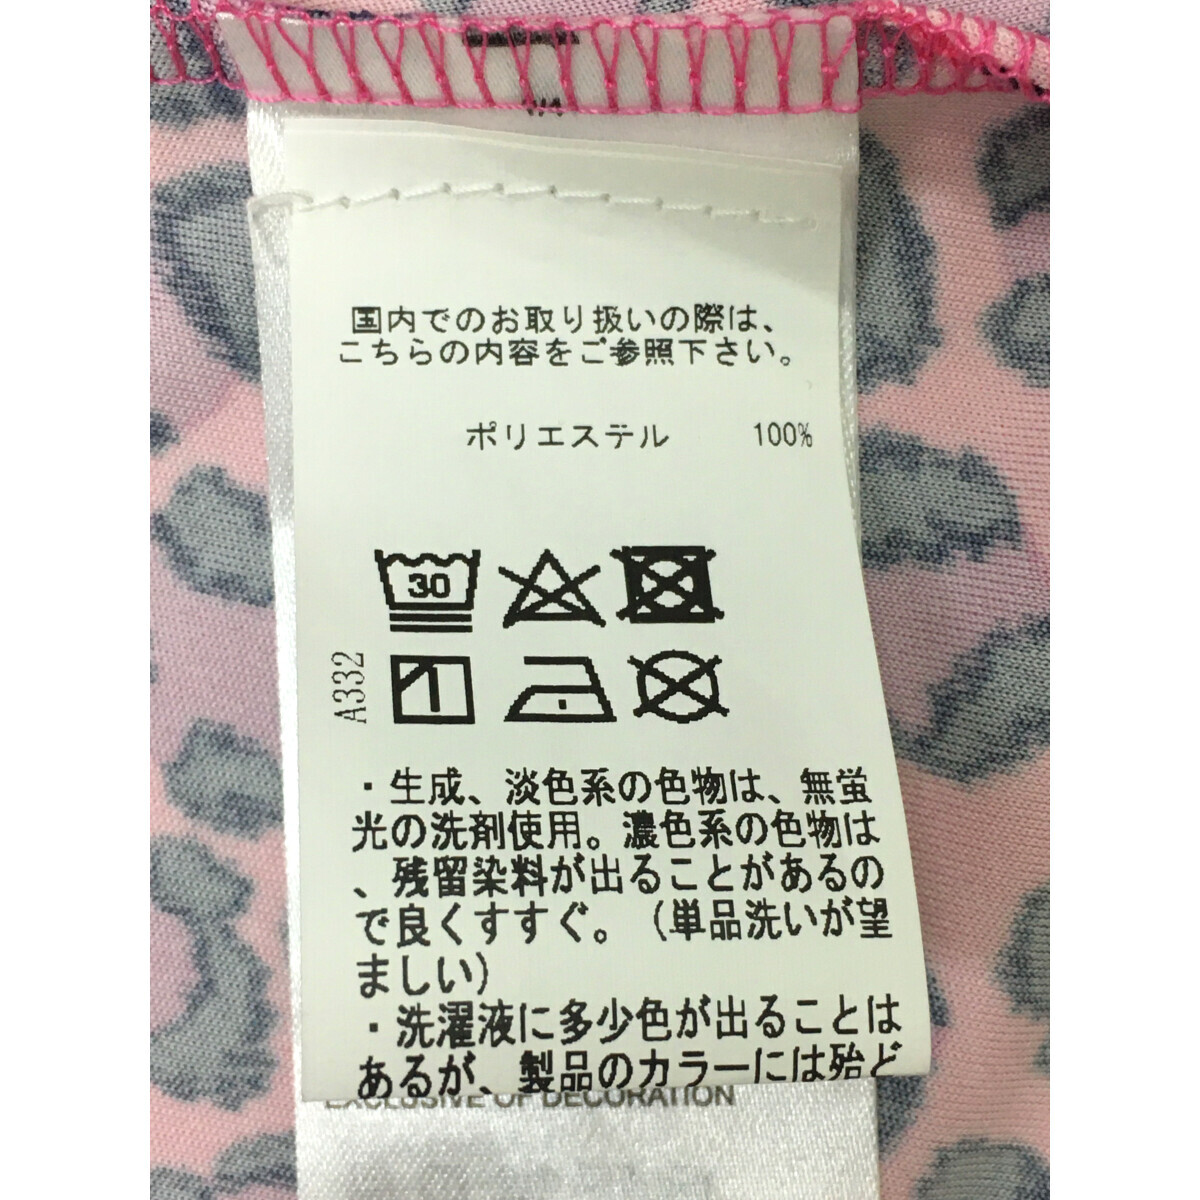 国内でのお取り扱いの際は、
こちらの内容をご参照下さい。
ポリエステル 100%
30
A332
・生成、淡色系の色物は、無蛍
光の洗剤使用。濃色系の色物は
、残留染料が出ることがあるの
で良くすすぐ。(単品洗いが望
ましい)
・洗濯液に多少色が出ることは
あるが、製品のカラーには殆ど
EXCLUSIVE OF DECORATION